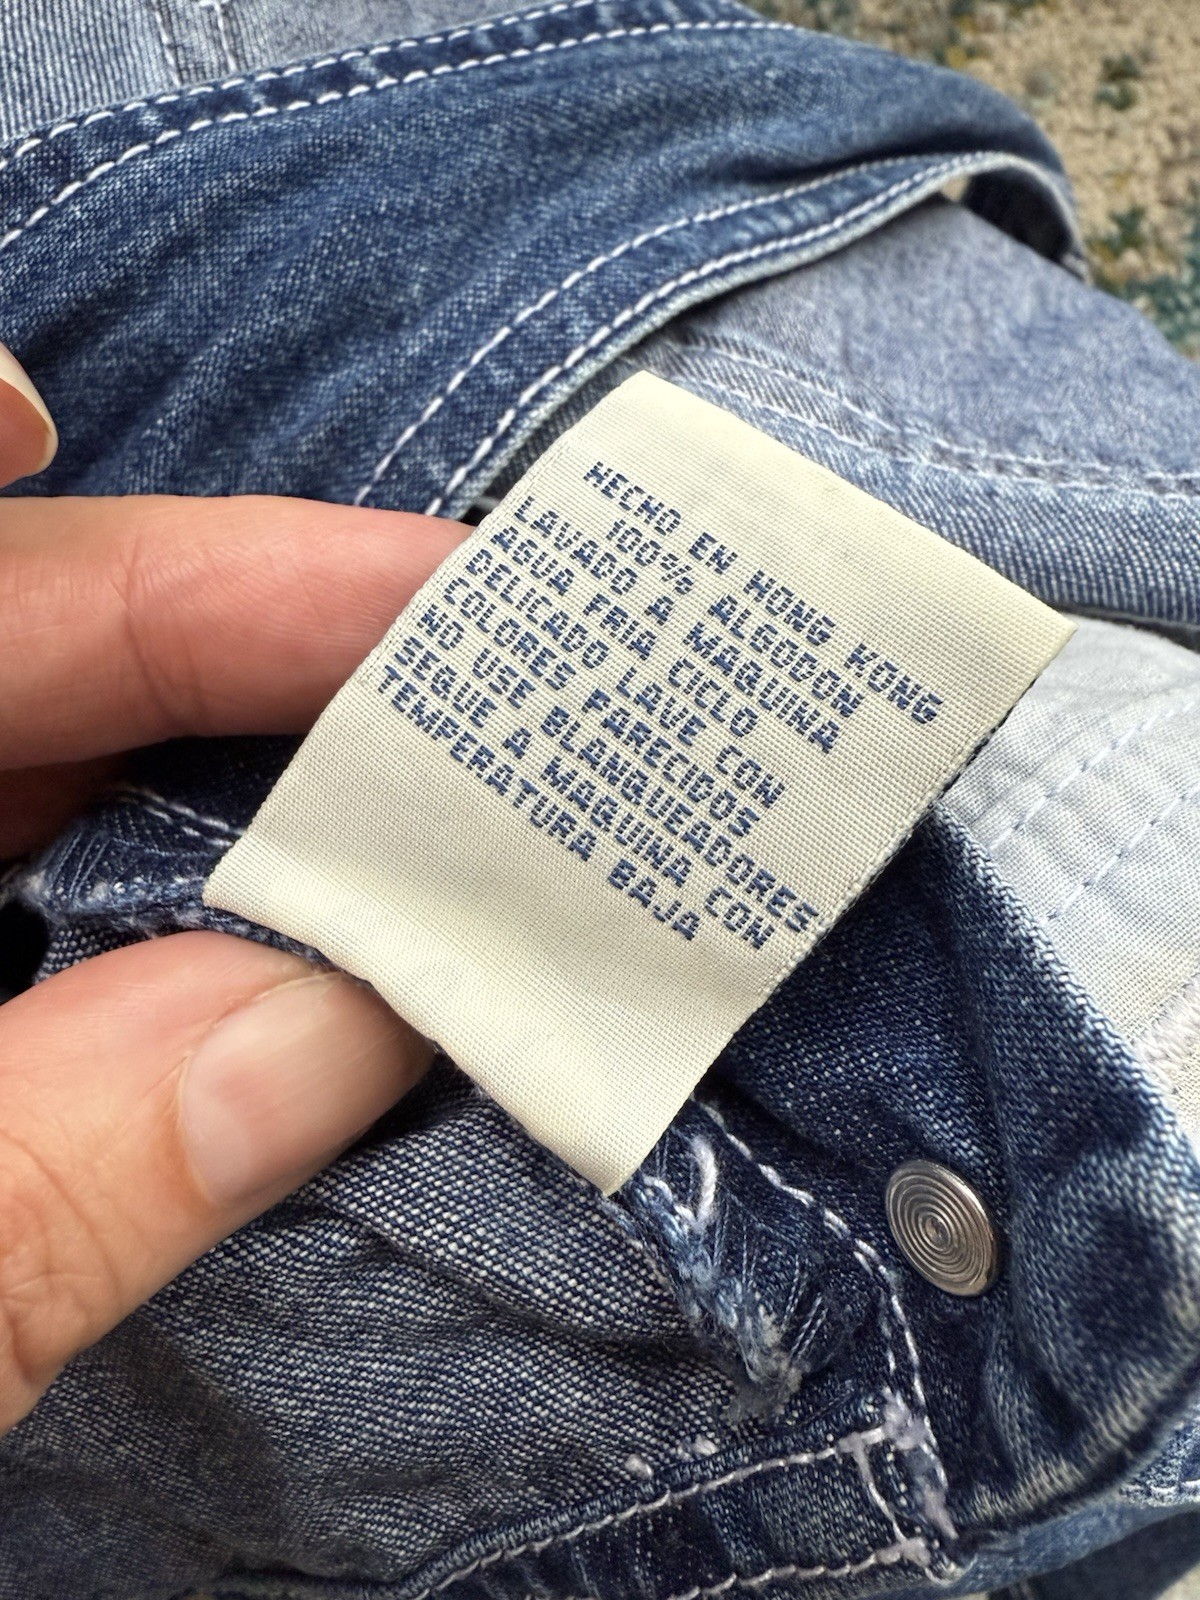 HECHO EN HONG KONG
100% ALGODON
LAVADO A MAQUINA
AGUA FRIA CICLO
DELICADO LAVE CON
COLORES PARECIDOS
NO USE BLANQUEADORES
SEQUE A MAQUINA CON
TEMPERATURA BAJA